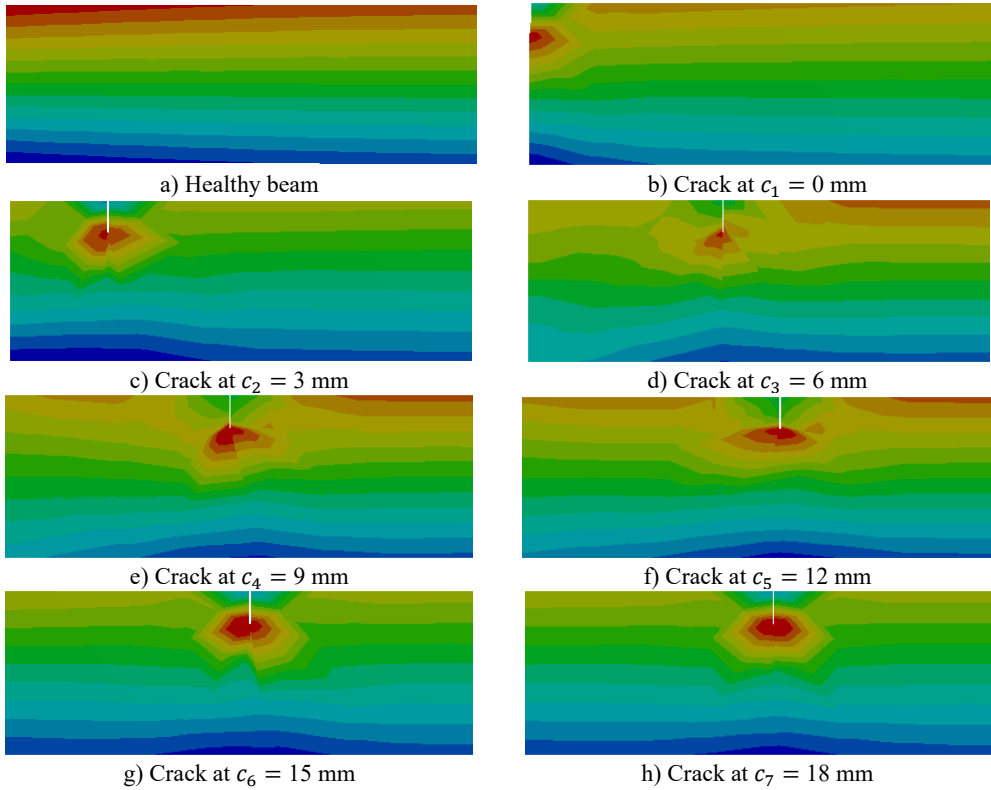 a) Healthy beam
b) Crack at c₁ = 0 mm
c) Crack at c₂ = 3 mm
d) Crack at c₃ = 6 mm
e) Crack at c₄ = 9 mm
f) Crack at c₅ = 12 mm
g) Crack at c₆ = 15 mm
h) Crack at c₇ = 18 mm